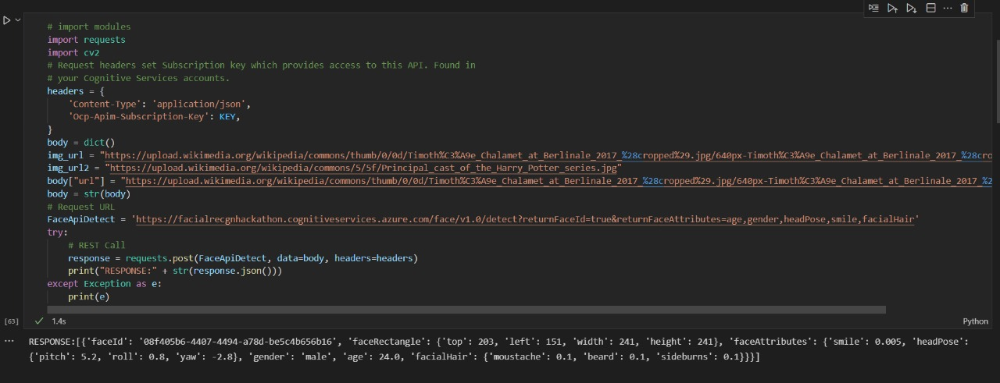 # import modules
import requests
import cv2
# Request headers set Subscription key which provides access to this API. Found in
# your Cognitive Services accounts.
headers = {
    'Content-Type': 'application/json',
    'Ocp-Apim-Subscription-Key': KEY,
}
body = dict()
img_url = "https://upload.wikimedia.org/wikipedia/commons/thumb/0/0d/Timoth%C3%A9e_Chalamet_at_Berlinale_2017_%28cropped%29.jpg/640px-Timoth%C3%A9e_Chalamet_at_Berlinale_2017_%28cro
img_url2 = "https://upload.wikimedia.org/wikipedia/commons/5/5f/Principal_cast_of_the_Harry_Potter_series.jpg"
body["url"] = "https://upload.wikimedia.org/wikipedia/commons/thumb/0/0d/Timoth%C3%A9e_Chalamet_at_Berlinale_2017_%28cropped%29.jpg/640px-Timoth%C3%A9e_Chalamet_at_Berlinale_2017_%2
body = str(body)
# Request URL
FaceApiDetect = 'https://facialrecgnhackathon.cognitiveservices.azure.com/face/v1.0/detect?returnFaceId=true&returnFaceAttributes=age,gender,headPose,smile,facialHair'
try:
    # REST Call
    response = requests.post(FaceApiDetect, data=body, headers=headers)
    print("RESPONSE:" + str(response.json()))
except Exception as e:
    print(e)
[63] 1.4s Python
RESPONSE:[{'faceId': '08f405b6-4407-4494-a78d-be5c4b656b16', 'faceRectangle': {'top': 203, 'left': 151, 'width': 241, 'height': 241}, 'faceAttributes': {'smile': 0.005, 'headPose':
{'pitch': 5.2, 'roll': 0.8, 'yaw': -2.8}, 'gender': 'male', 'age': 24.0, 'facialHair': {'moustache': 0.1, 'beard': 0.1, 'sideburns': 0.1}}}]